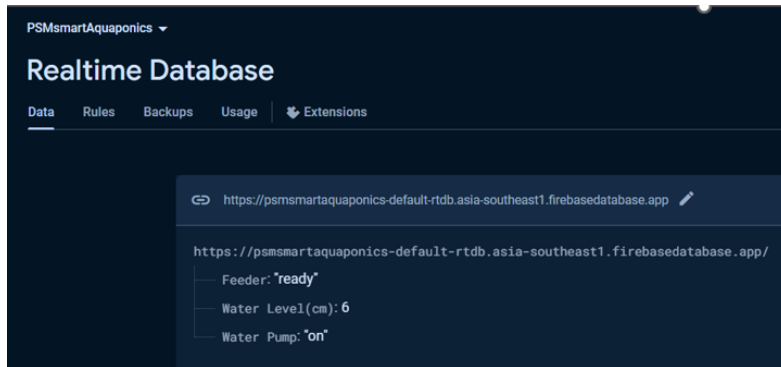 PSMsmartAquaponics
Realtime Database
Data Rules Backups Usage Extensions
https://psmsmartaquaponics-default-rtdb.asia-southeast1.firebasedatabase.app
https://psmsmartaquaponics-default-rtdb.asia-southeast1.firebasedatabase.app/
Feeder: "ready"
Water Level(cm): 6
Water Pump: "on"